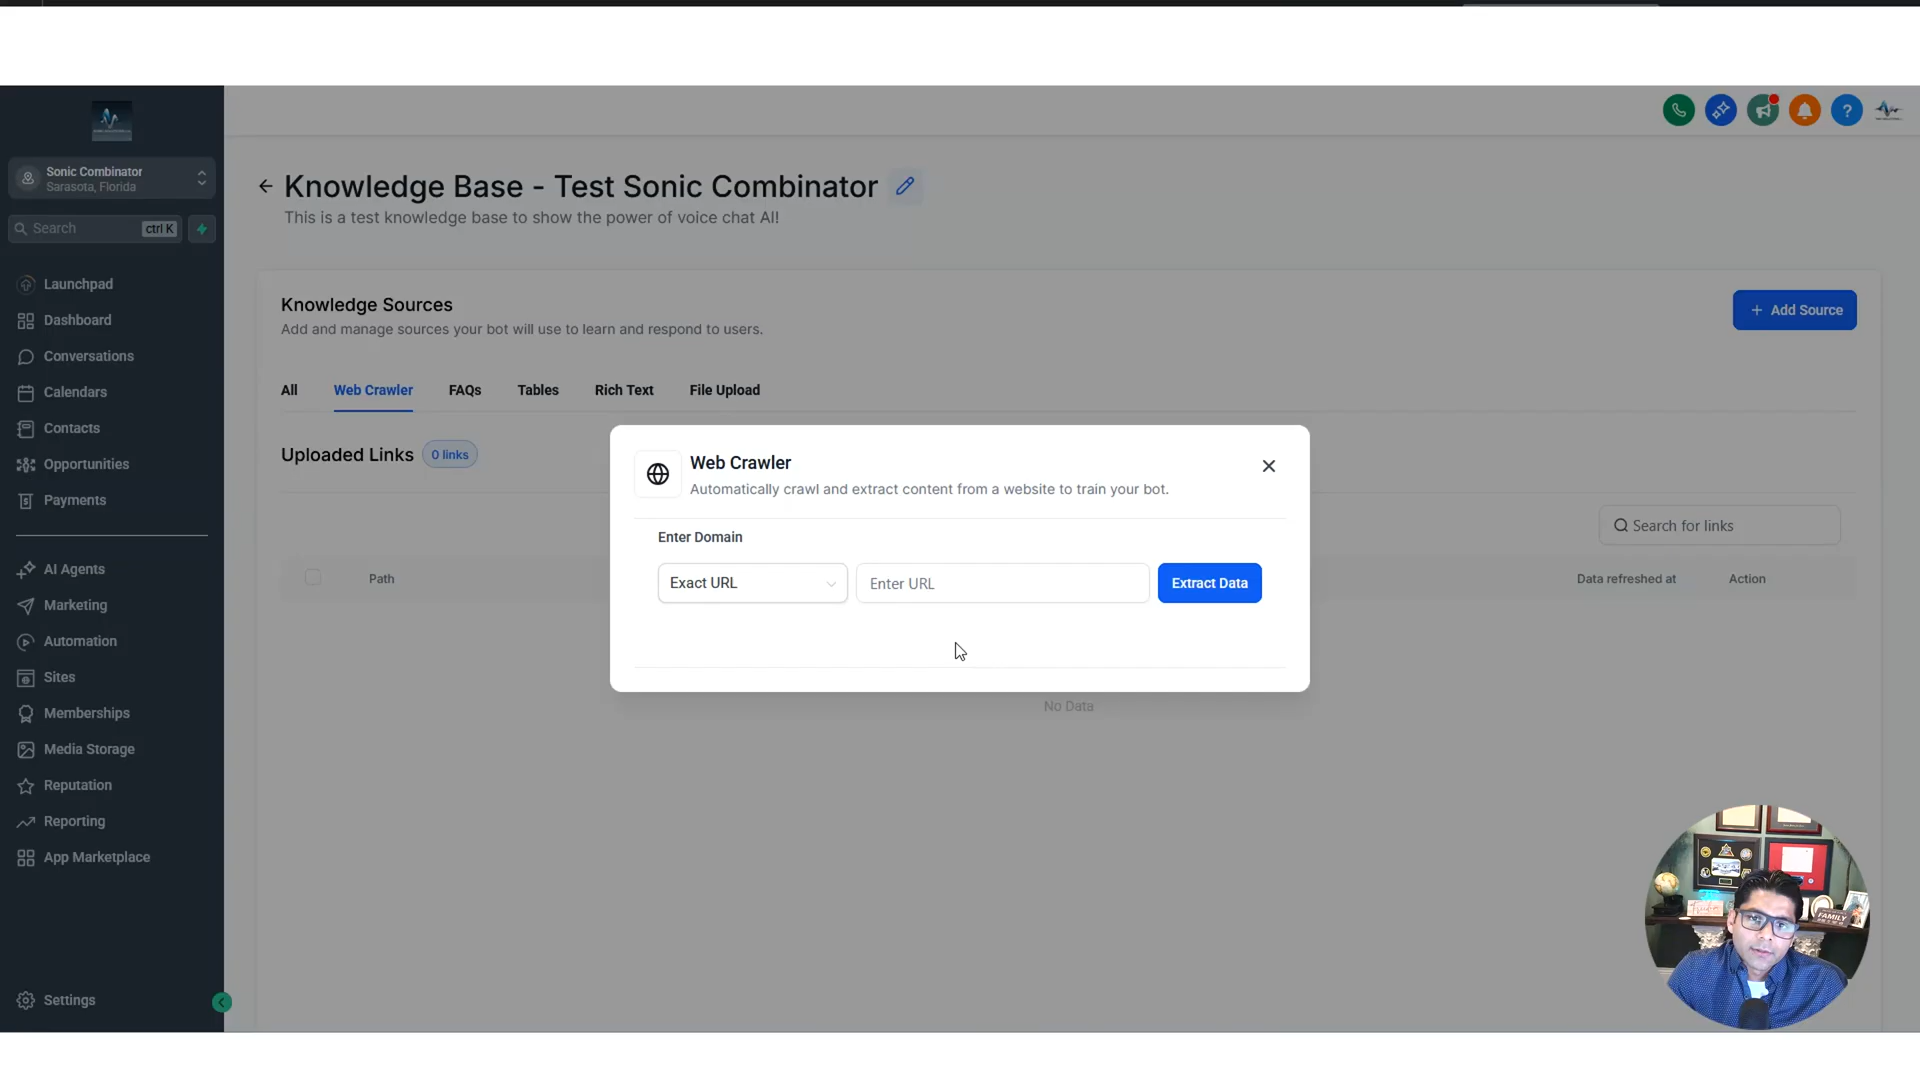 Sonic Combinator
Sarasota, Florida
Search
ctrl K
Launchpad
Dashboard
Conversations
Calendars
Contacts
Opportunities
Payments
AI Agents
Marketing
Automation
Sites
Memberships
Media Storage
Reputation
Reporting
App Marketplace
Settings
?
Knowledge Base - Test Sonic Combinator
This is a test knowledge base to show the power of voice chat AI!
Knowledge Sources
Add and manage sources your bot will use to learn and respond to users.
+ Add Source
All Web Crawler FAQs Tables Rich Text File Upload
Uploaded Links 0 links
Search for links
Path Data refreshed at Action
No Data
Web Crawler
Automatically crawl and extract content from a website to train your bot.
Enter Domain
Exact URL Enter URL Extract Data
FAMILY